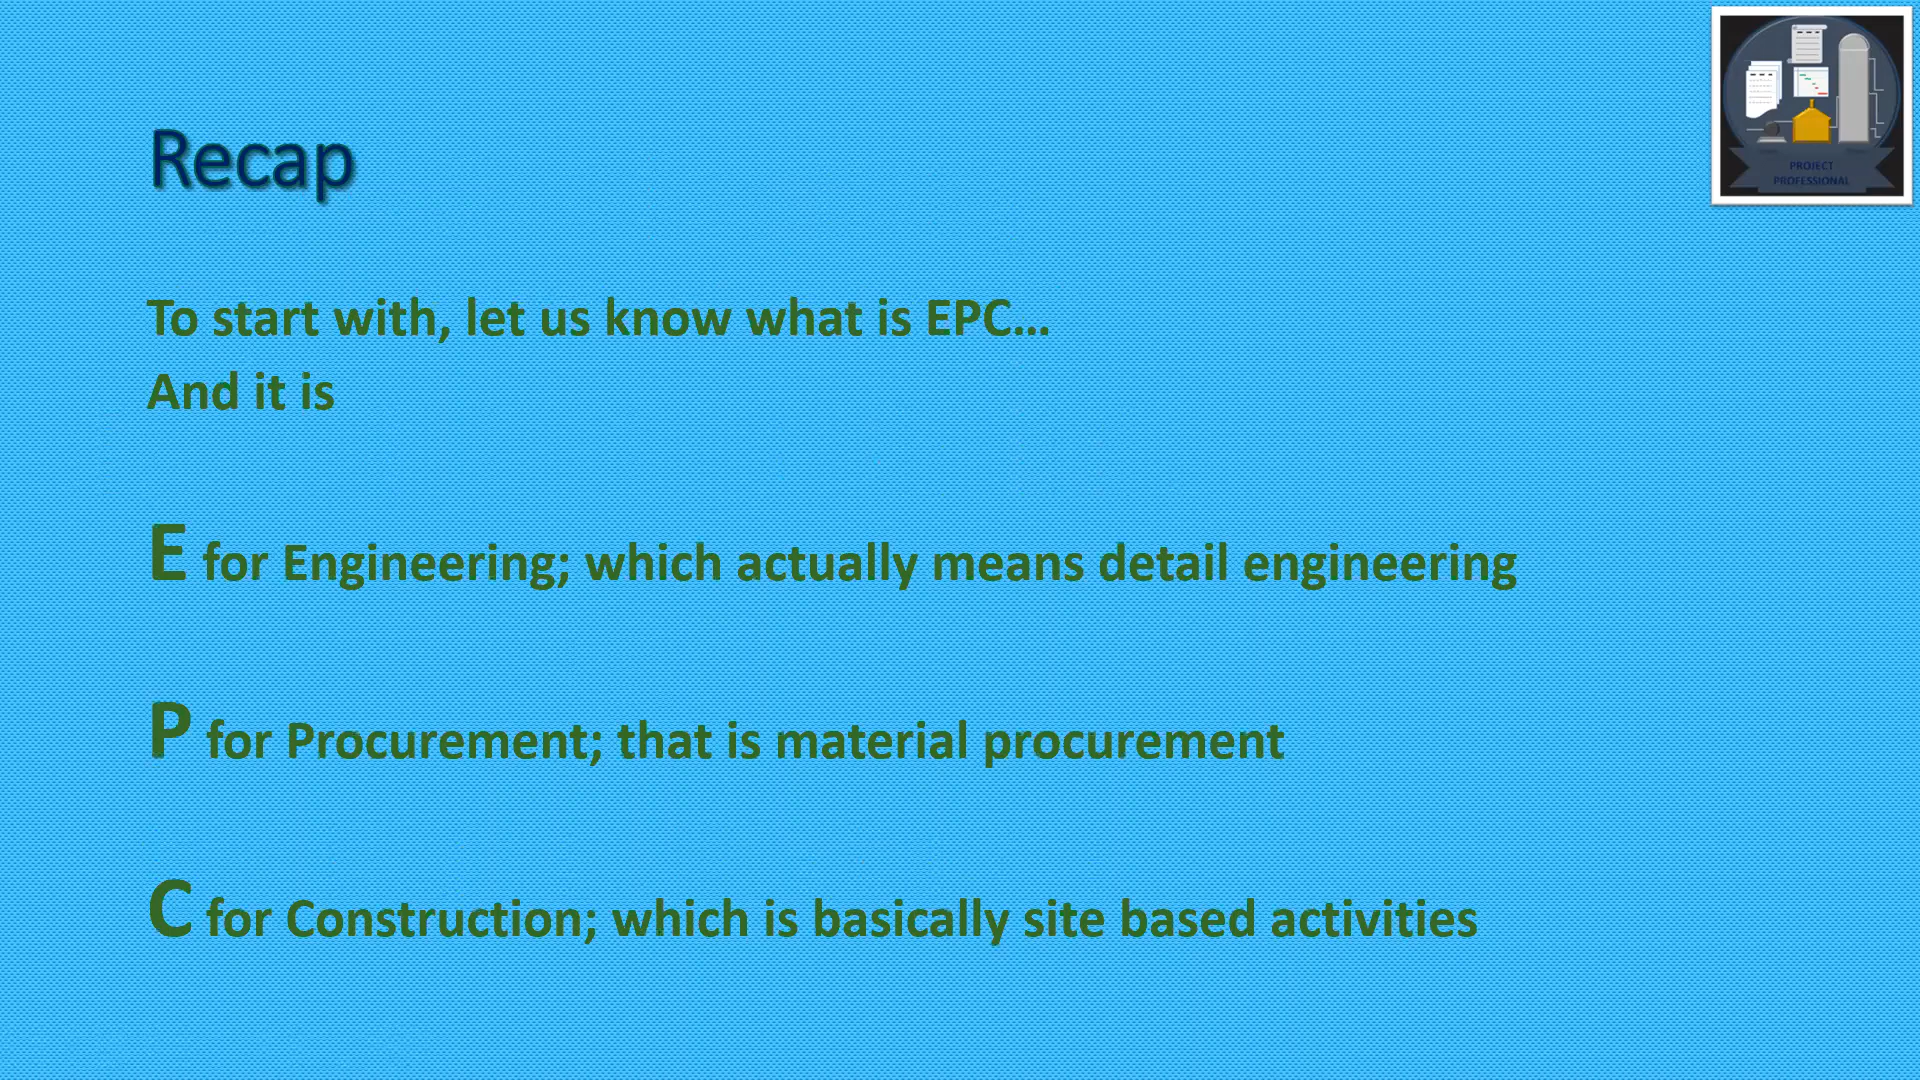 PROJECT
PROFESSIONAL
Recap
To start with, let us know what is EPC...
And it is
E for Engineering; which actually means detail engineering
P for Procurement; that is material procurement
C for Construction; which is basically site based activities